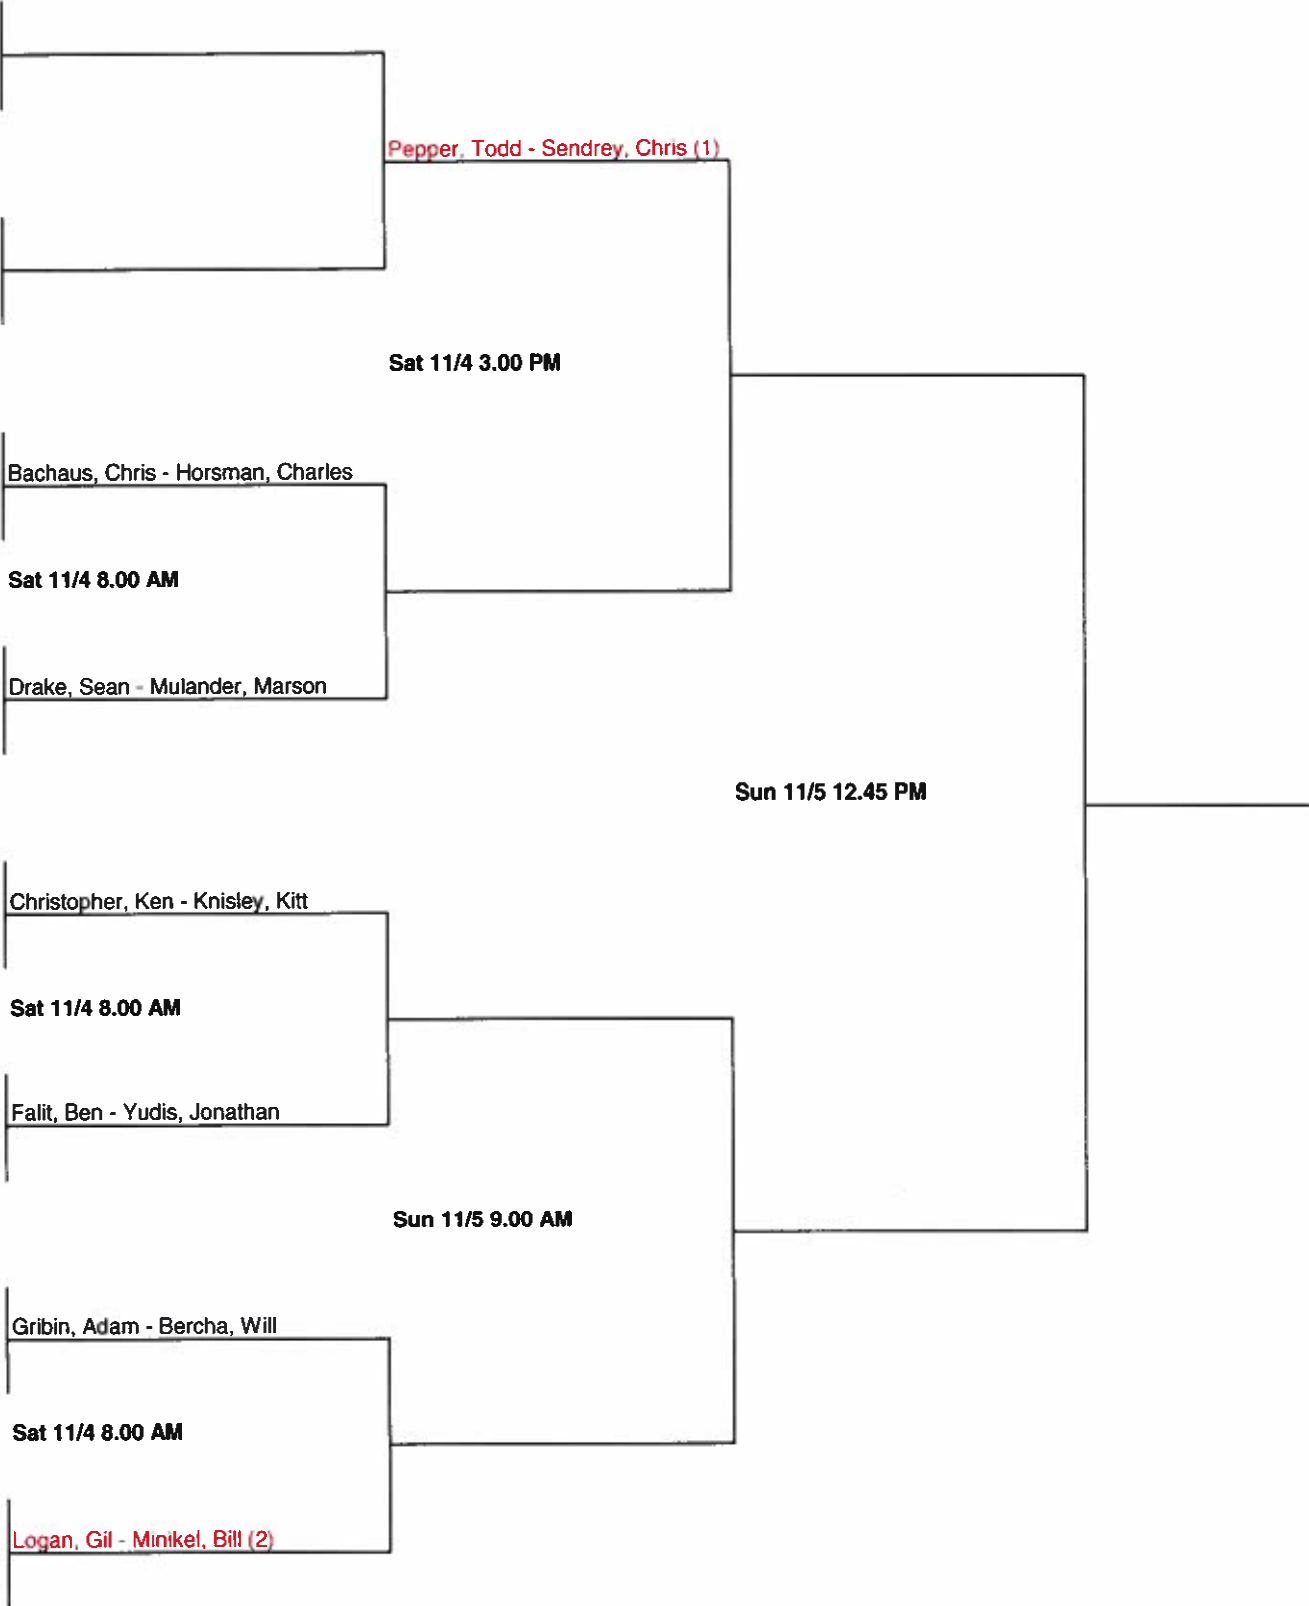 Pepper, Todd - Sendrey, Chris (1)
Sat 11/4 3.00 PM
Bachaus, Chris - Horsman, Charles
Sat 11/4 8.00 AM
Drake, Sean - Mulander, Marson
Sun 11/5 12.45 PM
Christopher, Ken - Knisley, Kitt
Sat 11/4 8.00 AM
Falit, Ben - Yudis, Jonathan
Sun 11/5 9.00 AM
Gribin, Adam - Bercha, Will
Sat 11/4 8.00 AM
Logan, Gil - Minikel, Bill (2)